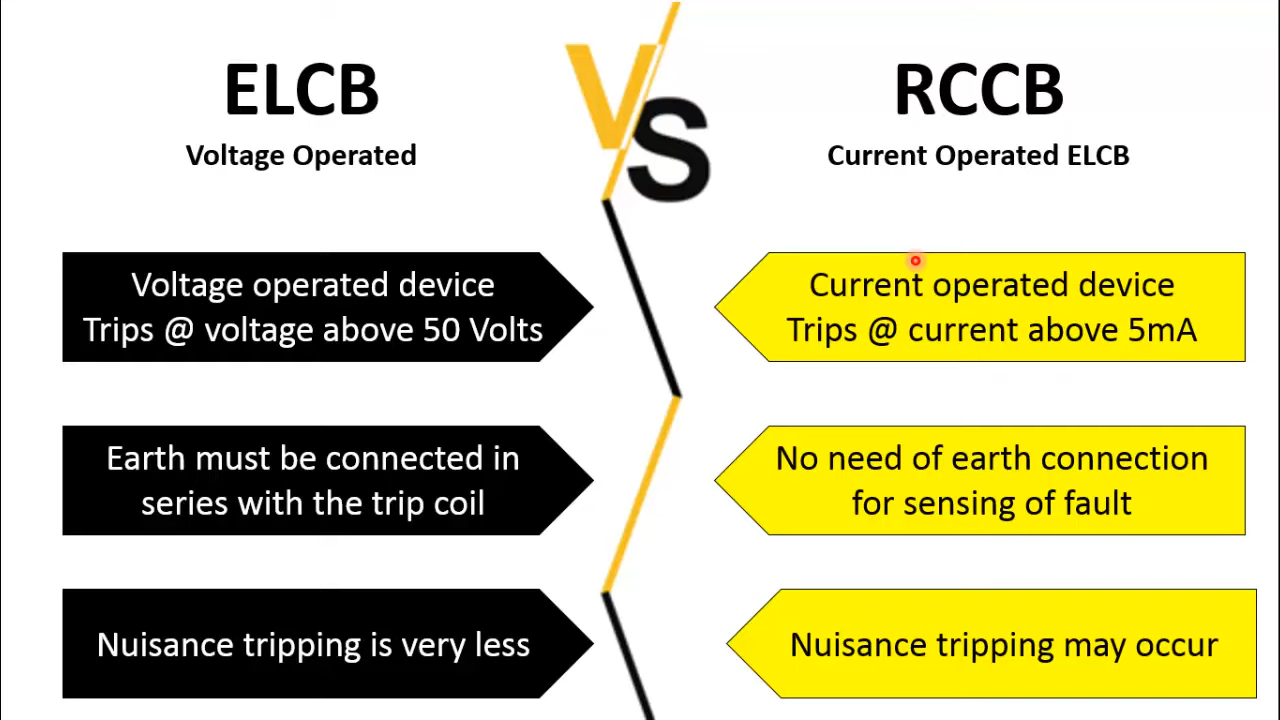 ELCB
Voltage Operated
VS
RCCB
Current Operated ELCB
Voltage operated device
Trips @ voltage above 50 Volts
Current operated device
Trips @ current above 5mA
Earth must be connected in
series with the trip coil
No need of earth connection
for sensing of fault
Nuisance tripping is very less
Nuisance tripping may occur